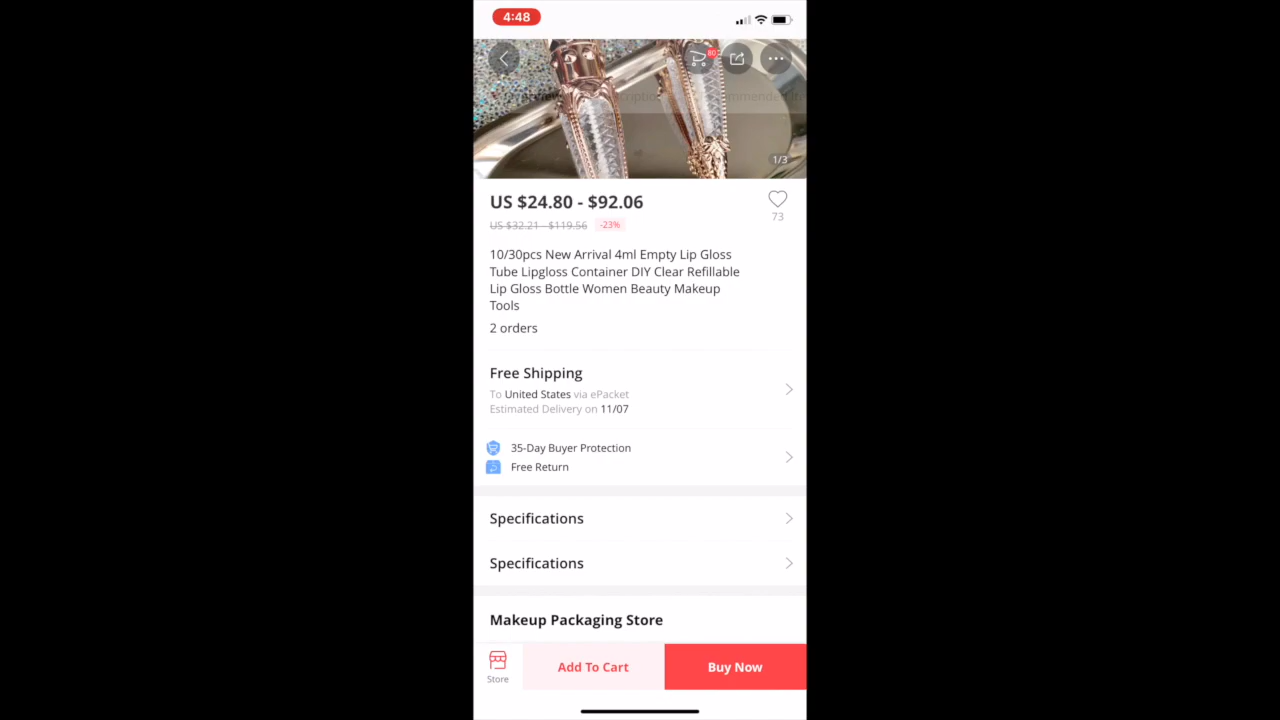 4:48
80
1/3
US $24.80 - $92.06
US $32.21 - $119.56 -23%
73
10/30pcs New Arrival 4ml Empty Lip Gloss
Tube Lipgloss Container DIY Clear Refillable
Lip Gloss Bottle Women Beauty Makeup
Tools
2 orders
Free Shipping
To United States via ePacket
Estimated Delivery on 11/07
35-Day Buyer Protection
Free Return
Specifications
Specifications
Makeup Packaging Store
Store
Add To Cart
Buy Now